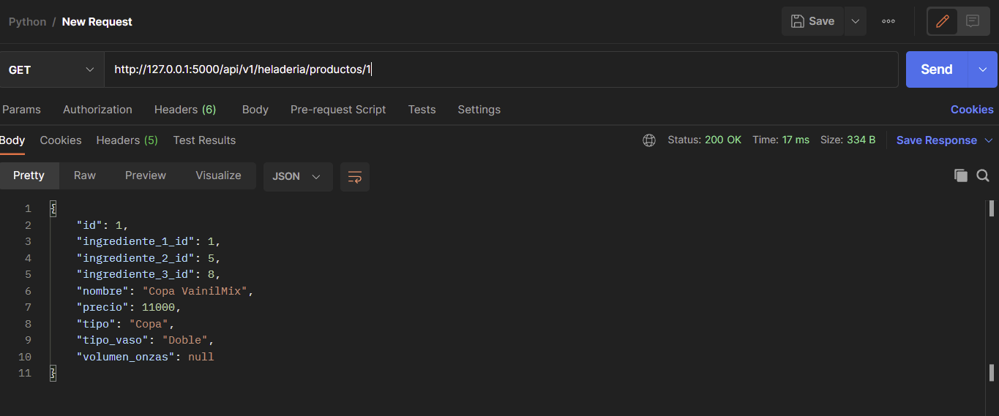 Python / New Request
Save
GET
http://127.0.0.1:5000/api/v1/heladeria/productos/1
Send
Params Authorization Headers (6) Body Pre-request Script Tests Settings Cookies
Body Cookies Headers (5) Test Results Status: 200 OK Time: 17 ms Size: 334 B Save Response
Pretty Raw Preview Visualize JSON
1 {
2 "id": 1,
3 "ingrediente_1_id": 1,
4 "ingrediente_2_id": 5,
5 "ingrediente_3_id": 8,
6 "nombre": "Copa VainilMix",
7 "precio": 11000,
8 "tipo": "Copa",
9 "tipo_vaso": "Doble",
10 "volumen_onzas": null
11 }